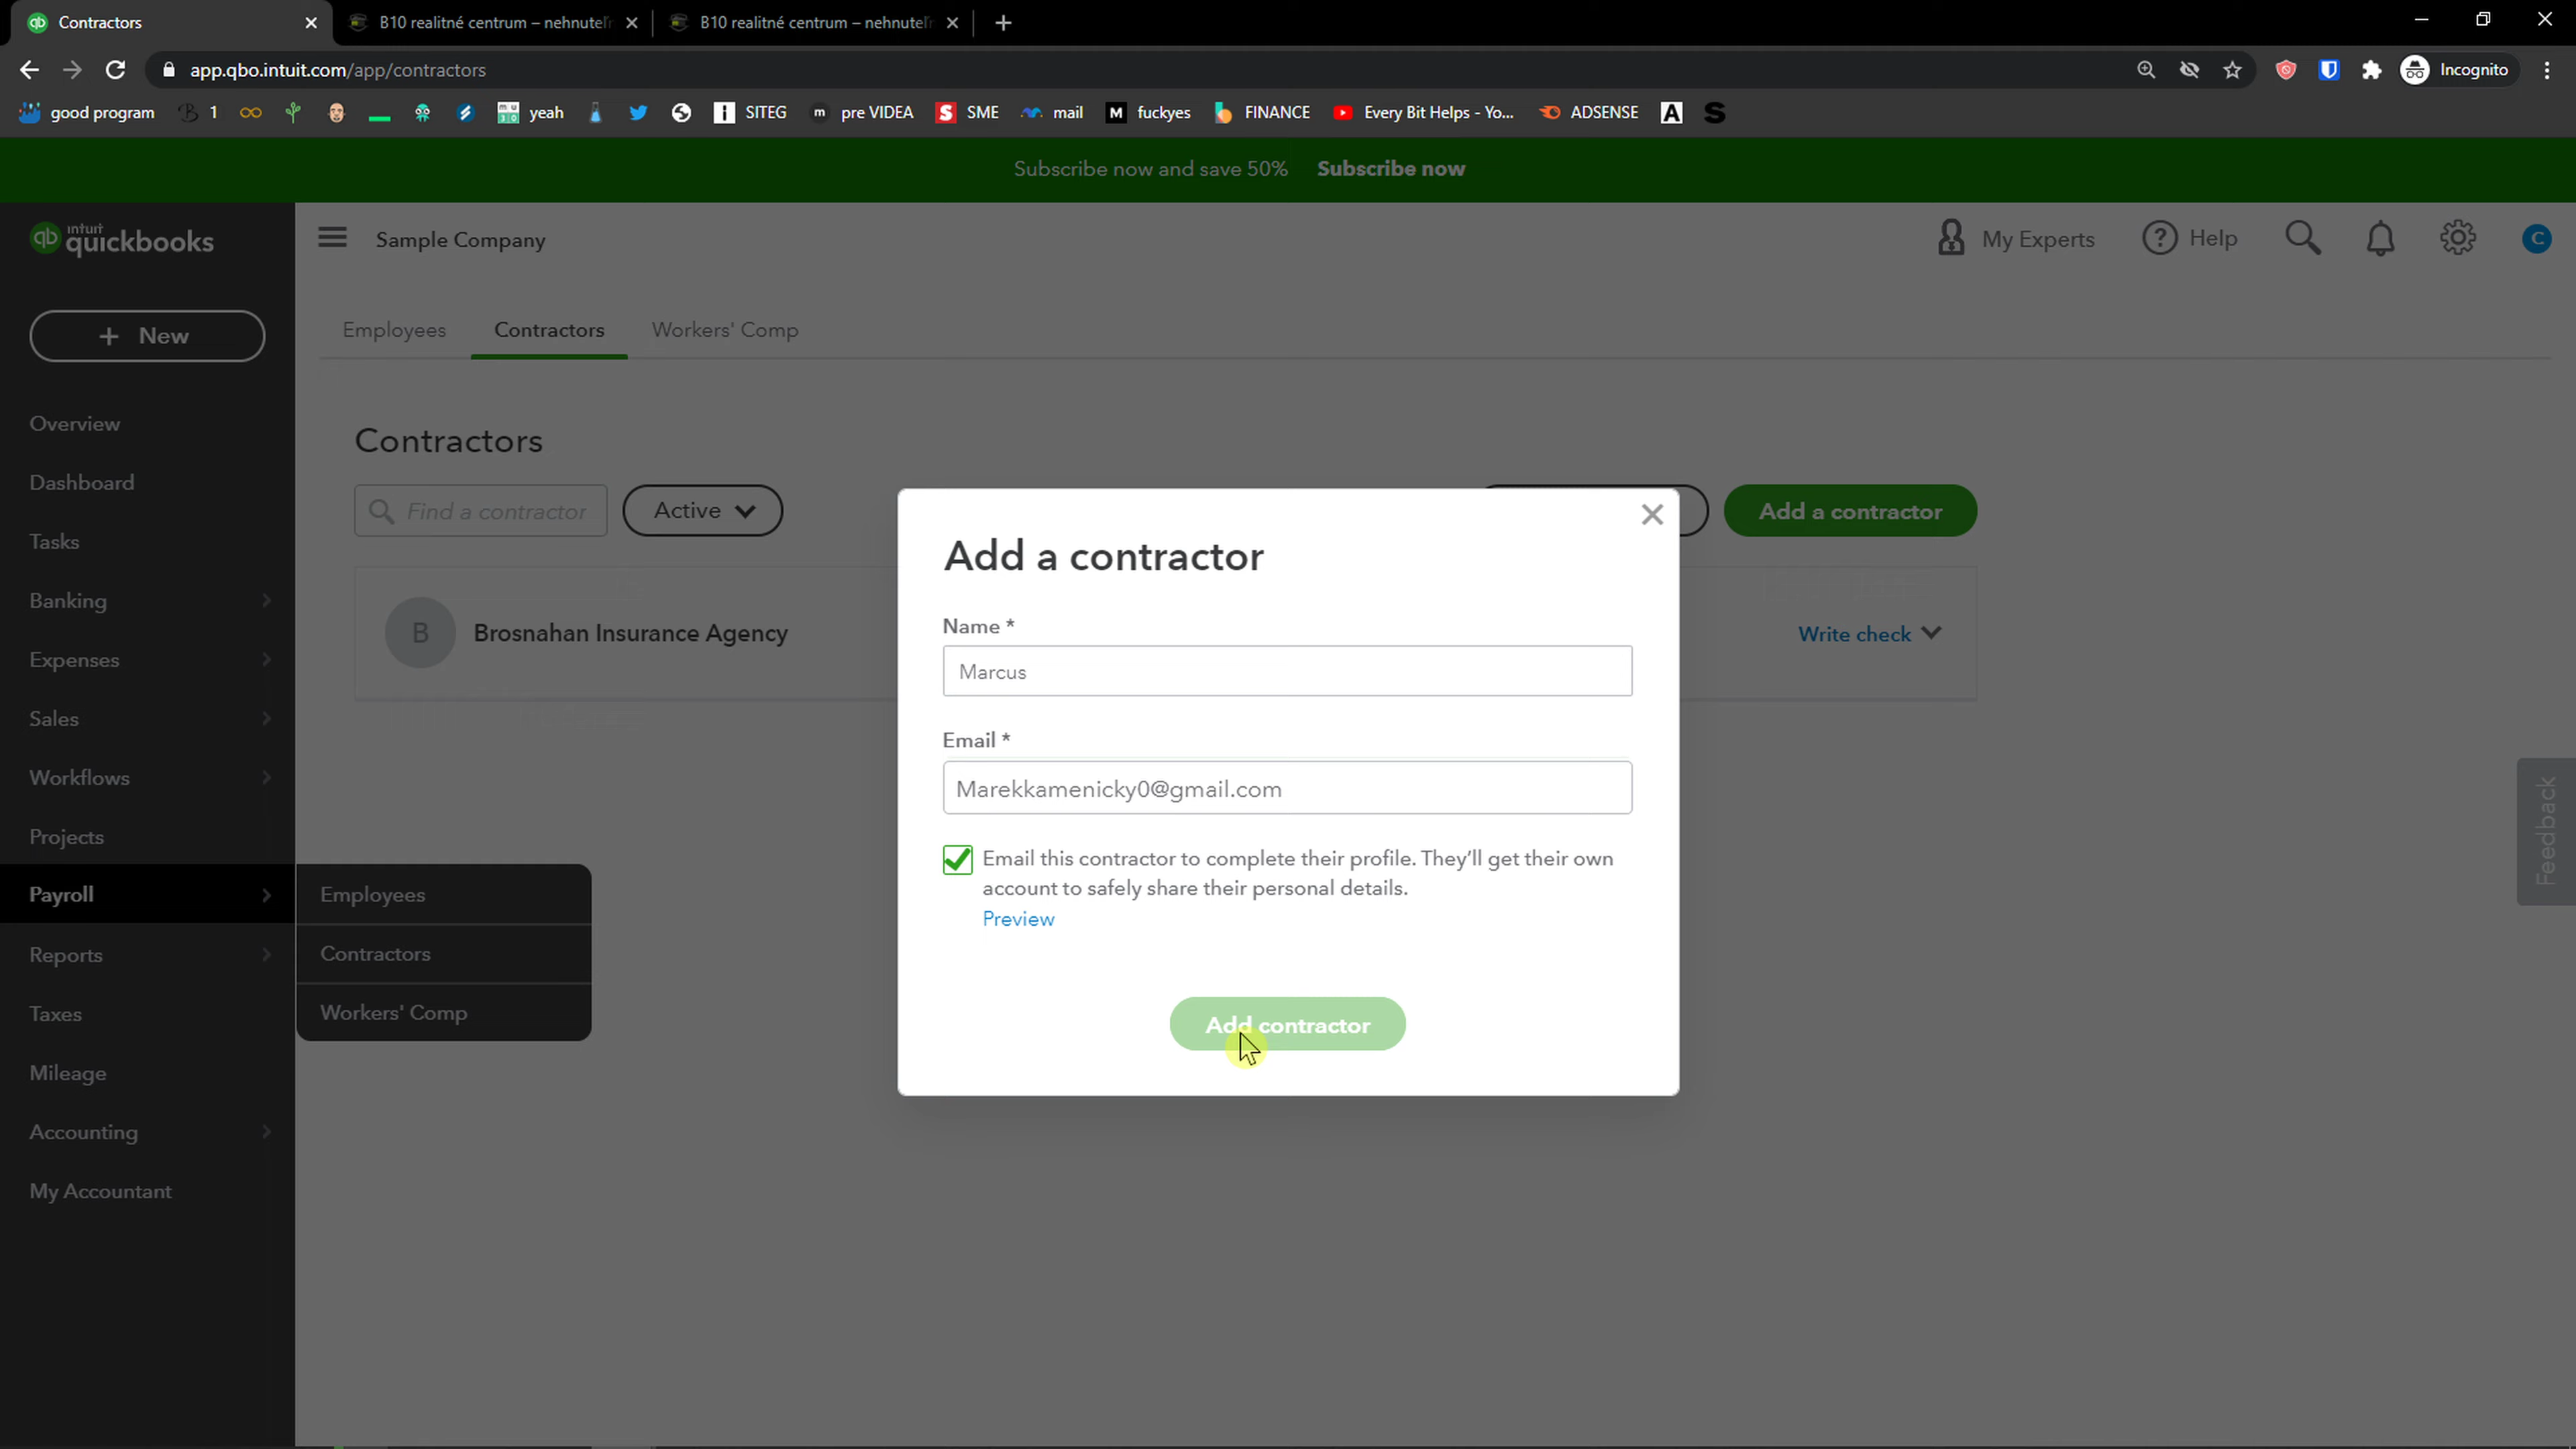 Contractors
B10 realitné centrum – nehnuteľn
B10 realitné centrum – nehnuteľn
app.qbo.intuit.com/app/contractors
Incognito
good program
1
yeah
SITEG
pre VIDEA
SME
mail
fuckyes
FINANCE
Every Bit Helps - Yo...
ADSENSE
Subscribe now and save 50% Subscribe now
intuit
quickbooks
Sample Company
My Experts
Help
C
New
Employees
Contractors
Workers' Comp
Overview
Dashboard
Tasks
Banking
Expenses
Sales
Workflows
Projects
Payroll
Reports
Taxes
Mileage
Accounting
My Accountant
Employees
Contractors
Workers' Comp
Contractors
Find a contractor
Active
Add a contractor
B
Brosnahan Insurance Agency
Write check
Add a contractor
Name *
Marcus
Email *
Marekkamenicky0@gmail.com
Email this contractor to complete their profile. They'll get their own
account to safely share their personal details.
Preview
Add contractor
Feedback